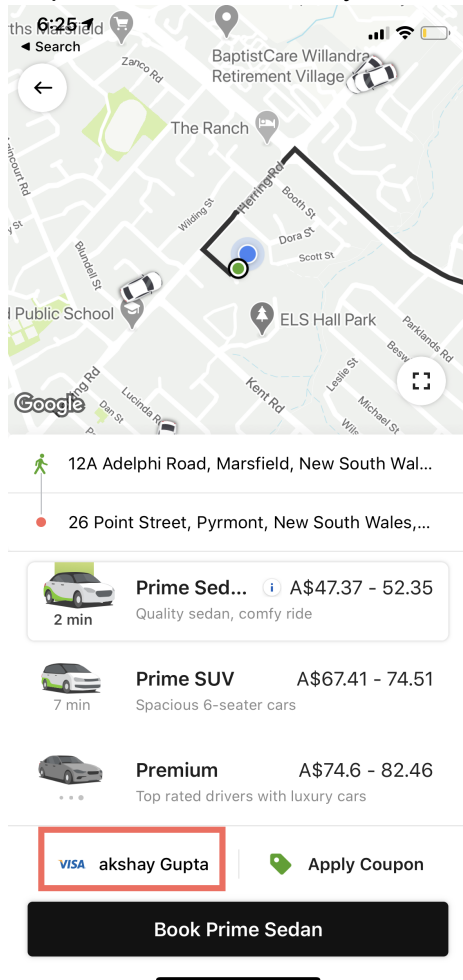 6:25
ths Marsfield
Search
Zanco Rd
BaptistCare Willandra
Retirement Village
The Ranch
Herring Rd
Booth St
Wilding St
Dora St
Scott St
Blundell St
Public School
ELS Hall Park
Parklands Rd
Leslie St
Kent Rd
Michael St
Google
Dan St
Lucinda R
12A Adelphi Road, Marsfield, New South Wal...
26 Point Street, Pyrmont, New South Wales,...
Prime Sed... i A$47.37 - 52.35
2 min Quality sedan, comfy ride
Prime SUV A$67.41 - 74.51
7 min Spacious 6-seater cars
Premium A$74.6 - 82.46
Top rated drivers with luxury cars
VISA akshay Gupta Apply Coupon
Book Prime Sedan